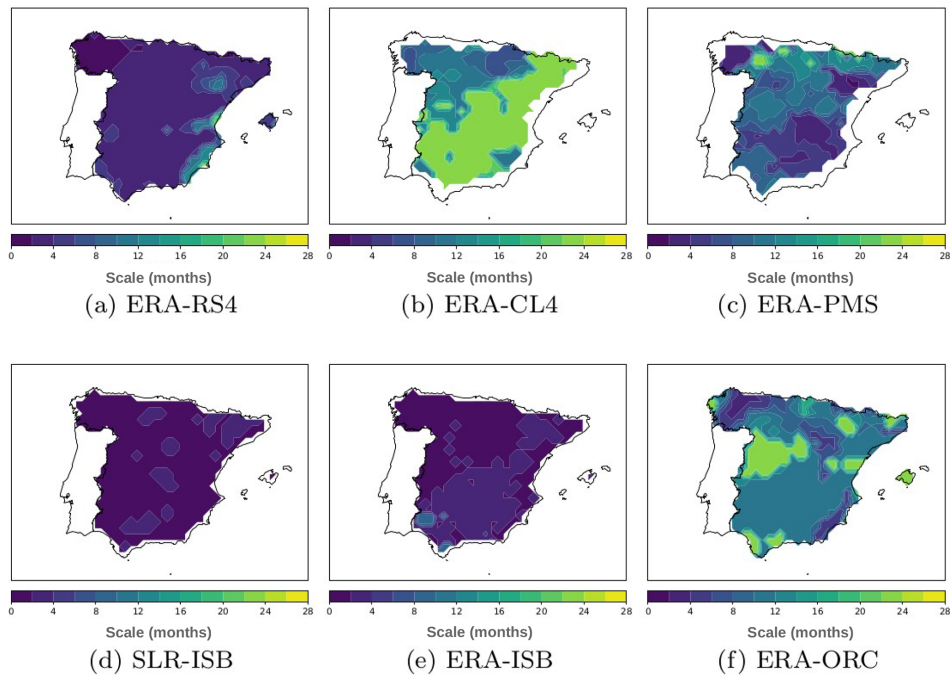 0 4 8 12 16 20 24 28 0 4 8 12 16 20 24 28 0 4 8 12 16 20 24 28
Scale (months) Scale (months) Scale (months)
(a) ERA-RS4 (b) ERA-CL4 (c) ERA-PMS
0 4 8 12 16 20 24 28 0 4 8 12 16 20 24 28 0 4 8 12 16 20 24 28
Scale (months) Scale (months) Scale (months)
(d) SLR-ISB (e) ERA-ISB (f) ERA-ORC